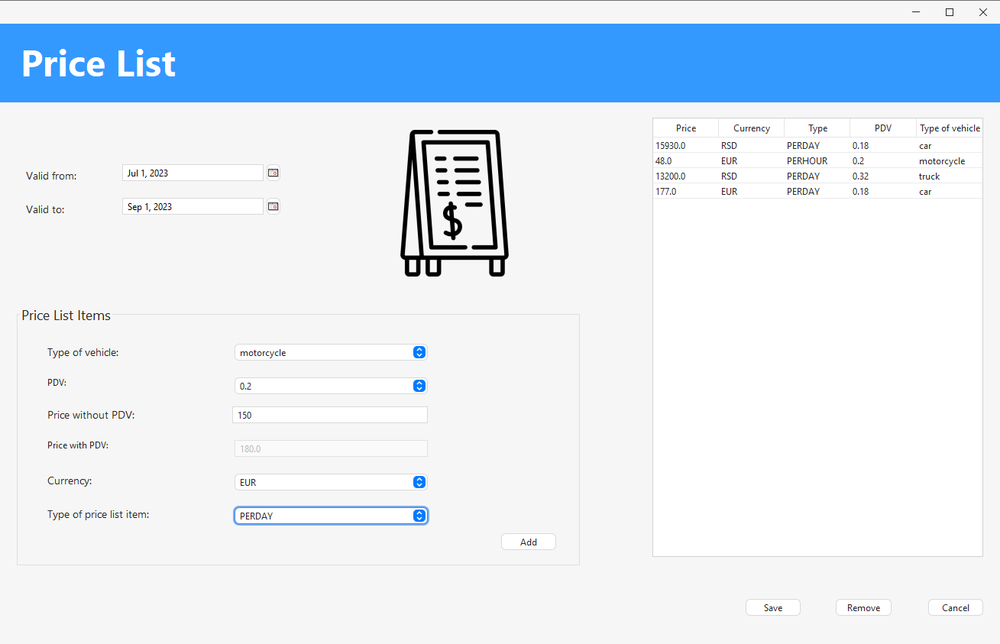 Price List
Valid from: Jul 1, 2023
Valid to: Sep 1, 2023
$
Price List Items
Type of vehicle: motorcycle
PDV: 0.2
Price without PDV: 150
Price with PDV: 180.0
Currency: EUR
Type of price list item: PERDAY
Add
Price Currency Type PDV Type of vehicle
15930.0 RSD PERDAY 0.18 car
48.0 EUR PERHOUR 0.2 motorcycle
13200.0 RSD PERDAY 0.32 truck
177.0 EUR PERDAY 0.18 car
Save Remove Cancel